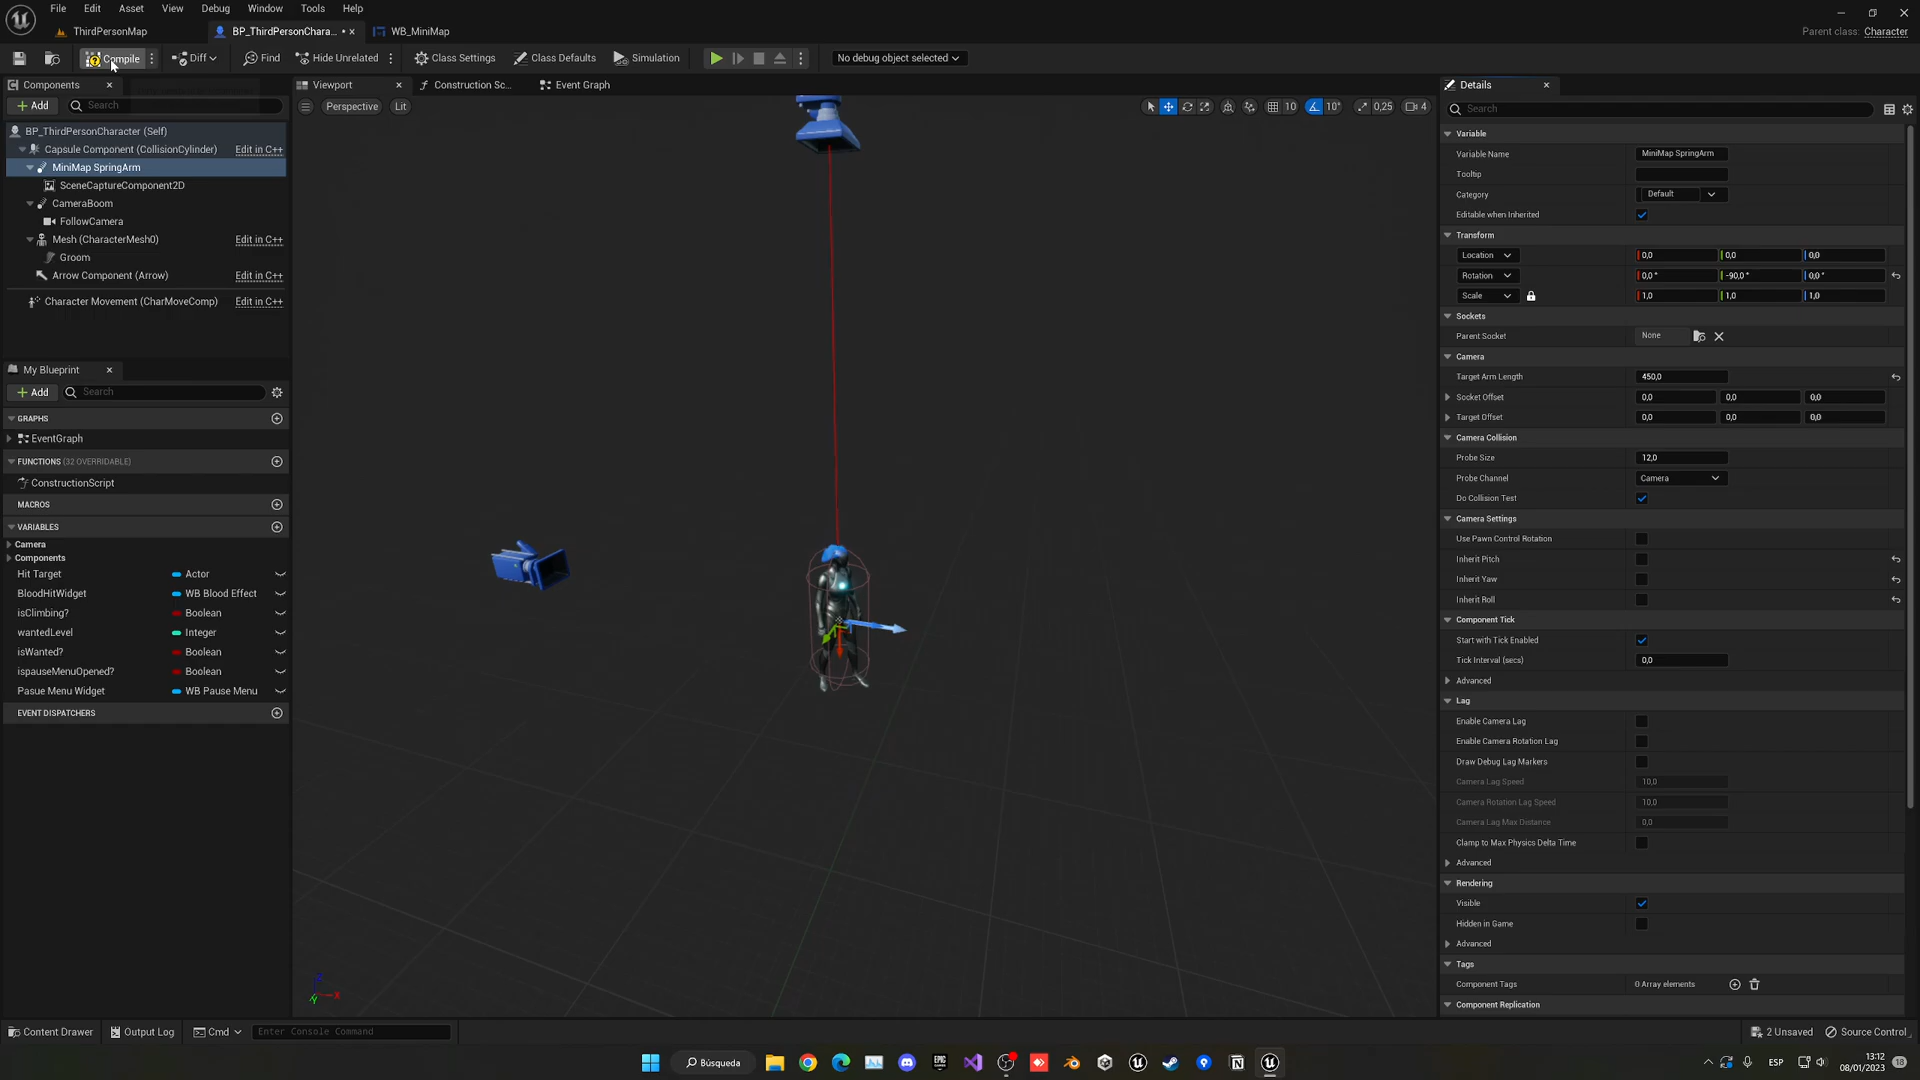 File Edit Asset View Debug Window Tools Help
ThirdPersonMap BP_ThirdPersonChara... • × WB_MiniMap Parent class: Character
Compile Diff Find Hide Unrelated Class Settings Class Defaults Simulation No debug object selected
Components
Viewport Construction Sc... Event Graph
Details
Add Search
Perspective Lit 10 10° 0,25 4
Search
BP_ThirdPersonCharacter (Self)
Capsule Component (CollisionCylinder) Edit in C++
MiniMap SpringArm
SceneCaptureComponent2D
CameraBoom
FollowCamera
Mesh (CharacterMesh0) Edit in C++
Groom
Arrow Component (Arrow) Edit in C++
Character Movement (CharMoveComp) Edit in C++
My Blueprint
Add Search
GRAPHS
EventGraph
FUNCTIONS (32 OVERRIDABLE)
ConstructionScript
MACROS
VARIABLES
Camera
Components
Hit Target Actor
BloodHitWidget WB Blood Effect
isClimbing? Boolean
wantedLevel Integer
isWanted? Boolean
ispauseMenuOpened? Boolean
Pasue Menu Widget WB Pause Menu
EVENT DISPATCHERS
Z
X
Y
Variable
Variable Name MiniMap SpringArm
Tooltip
Category Default
Editable when Inherited
Transform
Location 0,0 0,0 0,0
Rotation 0,0 ° -90,0 ° 0,0 °
Scale 1,0 1,0 1,0
Sockets
Parent Socket None
Camera
Target Arm Length 450,0
Socket Offset 0,0 0,0 0,0
Target Offset 0,0 0,0 0,0
Camera Collision
Probe Size 12,0
Probe Channel Camera
Do Collision Test
Camera Settings
Use Pawn Control Rotation
Inherit Pitch
Inherit Yaw
Inherit Roll
Component Tick
Start with Tick Enabled
Tick Interval (secs) 0,0
Advanced
Lag
Enable Camera Lag
Enable Camera Rotation Lag
Draw Debug Lag Markers
Camera Lag Speed 10,0
Camera Rotation Lag Speed 10,0
Camera Lag Max Distance 0,0
Clamp to Max Physics Delta Time
Advanced
Rendering
Visible
Hidden in Game
Advanced
Tags
Component Tags 0 Array elements
Component Replication
Content Drawer Output Log Cmd Enter Console Command 2 Unsaved Source Control
Búsqueda
ESP
13:12
08/01/2023
18